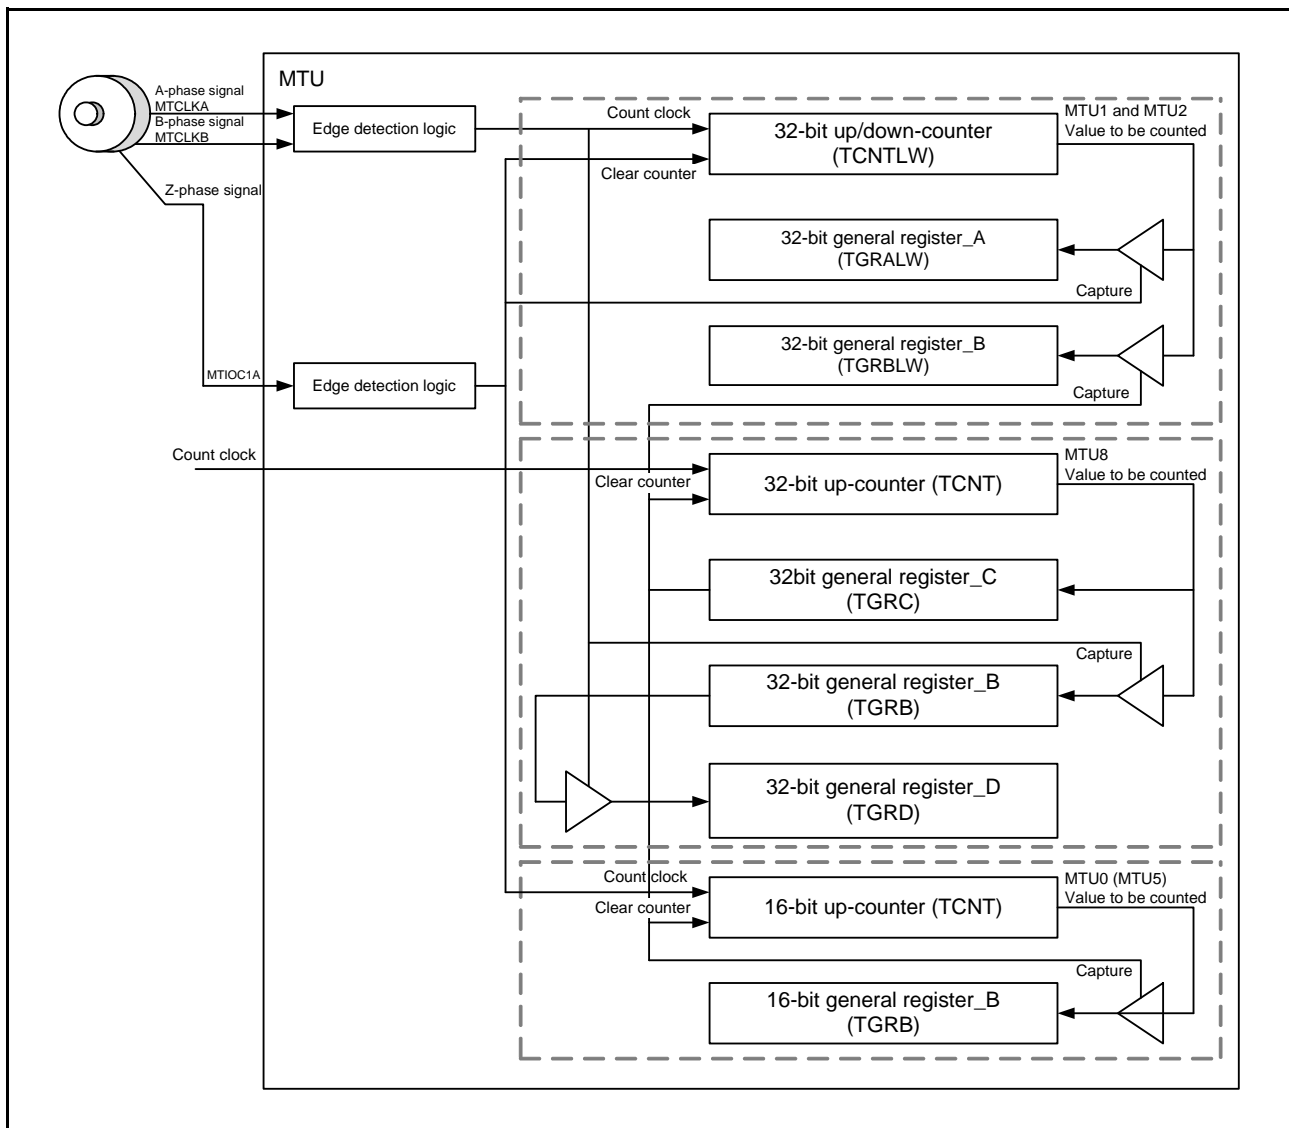 MTU
A-phase signal
MTCLKA
B-phase signal
MTCLKB
Z-phase signal
Edge detection logic
Count clock
Clear counter
32-bit up/down-counter
(TCNTLW)
MTU1 and MTU2
Value to be counted
32-bit general register_A
(TGRALW)
Capture
32-bit general register_B
(TGRBLW)
Capture
MTIOC1A
Edge detection logic
Count clock
Clear counter
32-bit up-counter (TCNT)
MTU8
Value to be counted
32bit general register_C
(TGRC)
Capture
32-bit general register_B
(TGRB)
32-bit general register_D
(TGRD)
Count clock
Clear counter
16-bit up-counter (TCNT)
MTU0 (MTU5)
Value to be counted
Capture
16-bit general register_B
(TGRB)